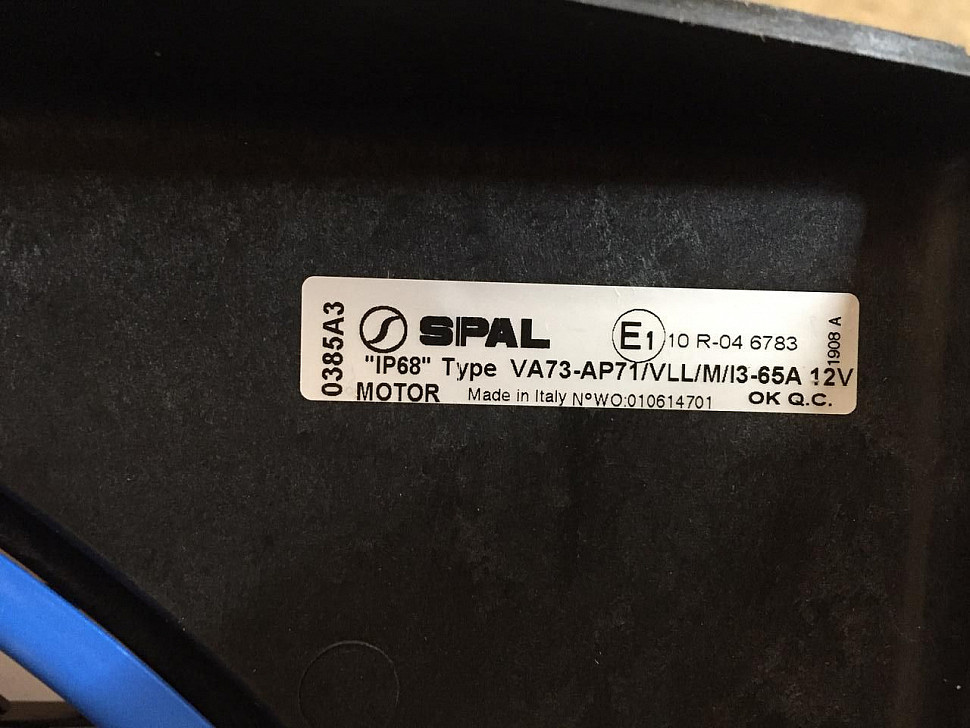 0385A3
SPAL
E1 10 R-04 6783
1908 A
"IP68" Type VA73-AP71/VLL/M/I3-65A 12V
MOTOR Made in Italy N°WO:010614701 OK Q.C.